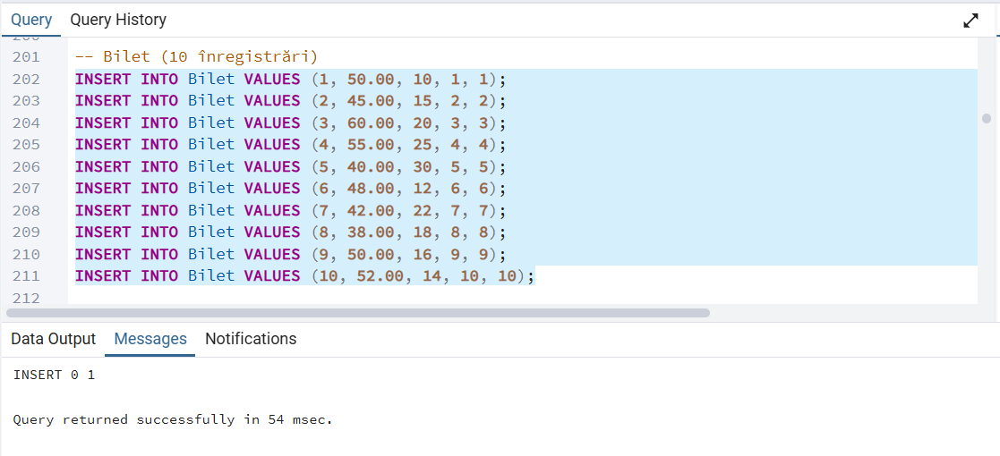 Query Query History
200
201 -- Bilet (10 înregistrări)
202 INSERT INTO Bilet VALUES (1, 50.00, 10, 1, 1);
203 INSERT INTO Bilet VALUES (2, 45.00, 15, 2, 2);
204 INSERT INTO Bilet VALUES (3, 60.00, 20, 3, 3);
205 INSERT INTO Bilet VALUES (4, 55.00, 25, 4, 4);
206 INSERT INTO Bilet VALUES (5, 40.00, 30, 5, 5);
207 INSERT INTO Bilet VALUES (6, 48.00, 12, 6, 6);
208 INSERT INTO Bilet VALUES (7, 42.00, 22, 7, 7);
209 INSERT INTO Bilet VALUES (8, 38.00, 18, 8, 8);
210 INSERT INTO Bilet VALUES (9, 50.00, 16, 9, 9);
211 INSERT INTO Bilet VALUES (10, 52.00, 14, 10, 10);
212
Data Output Messages Notifications
INSERT 0 1
Query returned successfully in 54 msec.